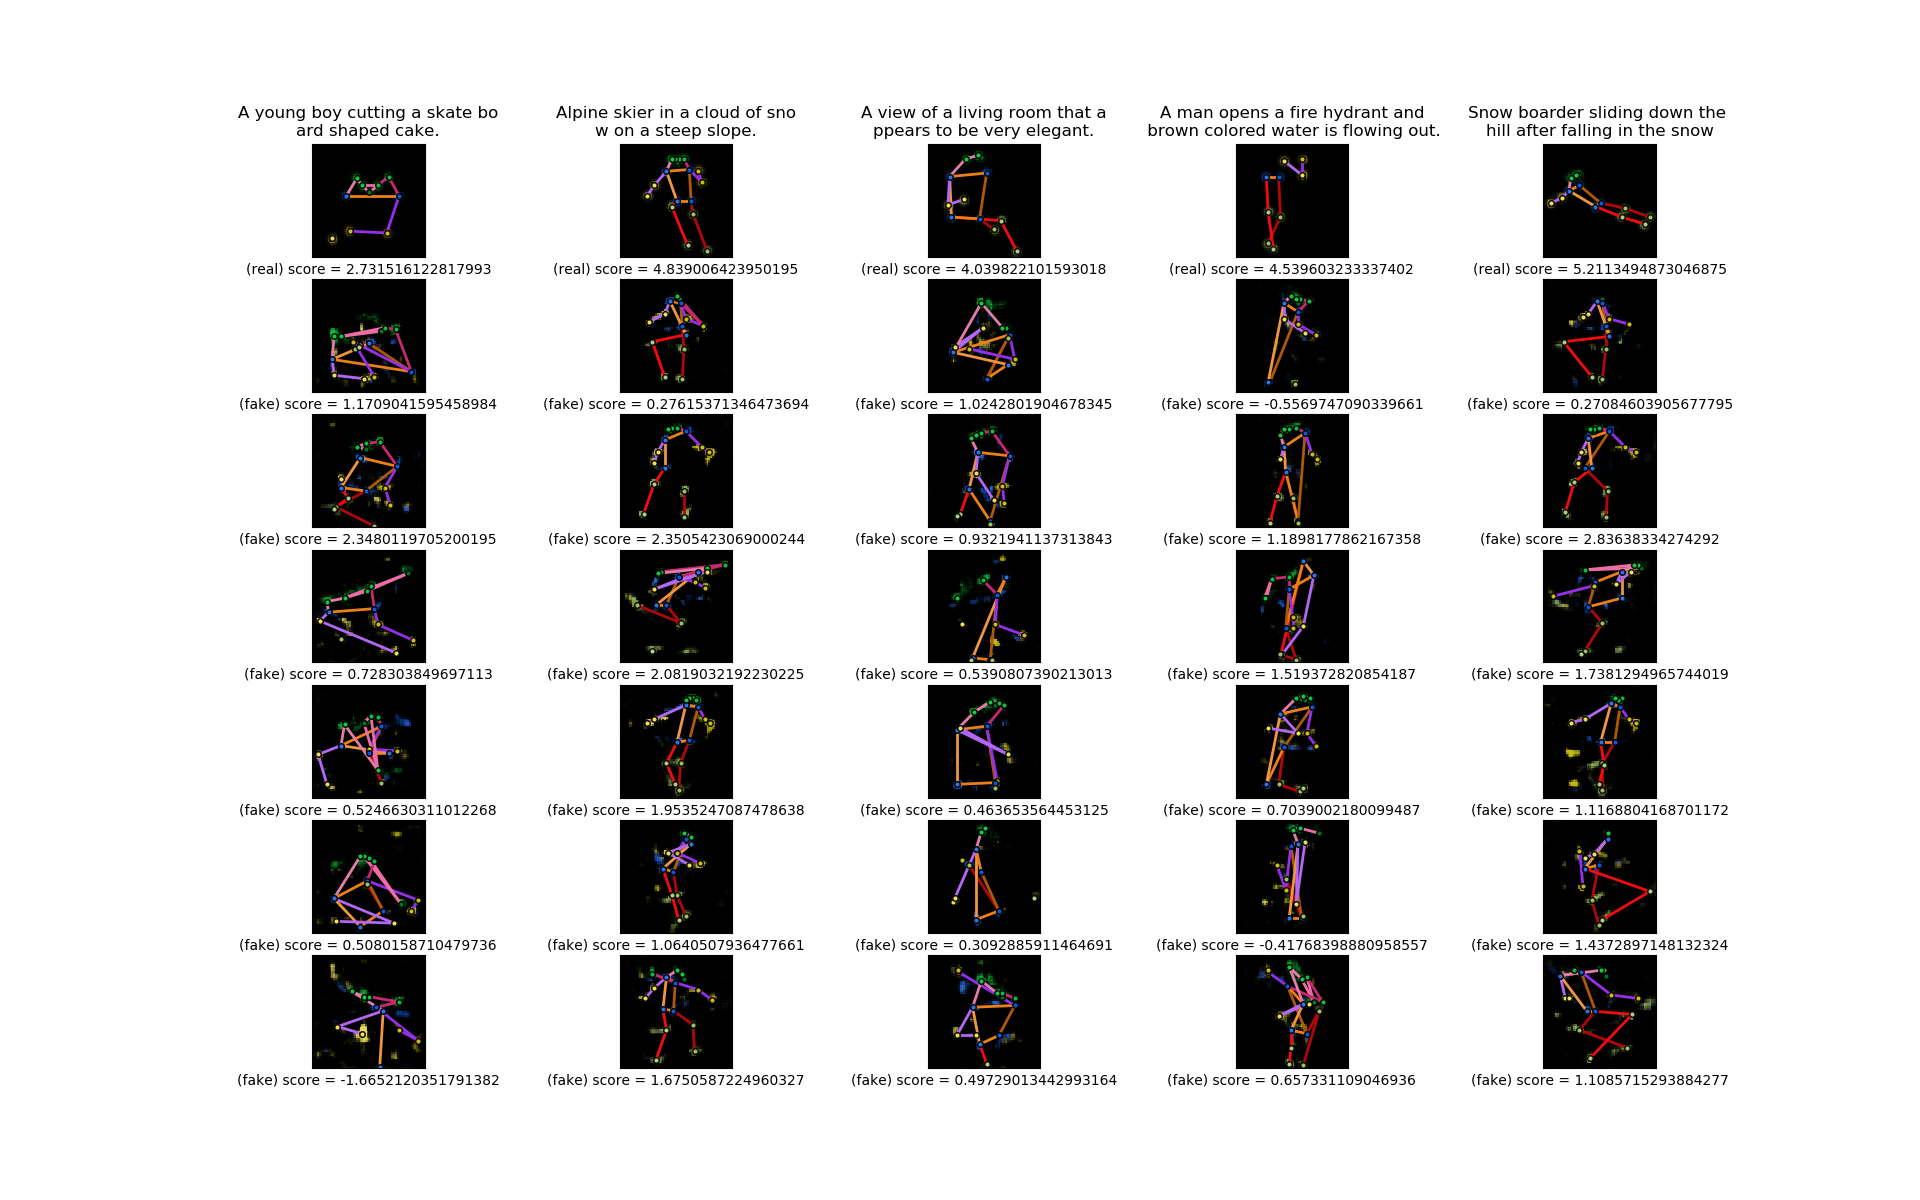 A young boy cutting a skate bo
ard shaped cake.
Alpine skier in a cloud of sno
w on a steep slope.
A view of a living room that a
ppears to be very elegant.
A man opens a fire hydrant and
brown colored water is flowing out.
Snow boarder sliding down the
hill after falling in the snow
(real) score = 2.731516122817993
(real) score = 4.839006423950195
(real) score = 4.039822101593018
(real) score = 4.539603233337402
(real) score = 5.2113494873046875
(fake) score = 1.1709041595458984
(fake) score = 0.27615371346473694
(fake) score = 1.0242801904678345
(fake) score = -0.5569747090339661
(fake) score = 0.27084603905677795
(fake) score = 2.3480119705200195
(fake) score = 2.3505423069000244
(fake) score = 0.9321941137313843
(fake) score = 1.1898177862167358
(fake) score = 2.83638334274292
(fake) score = 0.728303849697113
(fake) score = 2.0819032192230225
(fake) score = 0.5390807390213013
(fake) score = 1.519372820854187
(fake) score = 1.7381294965744019
(fake) score = 0.5246630311012268
(fake) score = 1.9535247087478638
(fake) score = 0.463653564453125
(fake) score = 0.7039002180099487
(fake) score = 1.1168804168701172
(fake) score = 0.5080158710479736
(fake) score = 1.0640507936477661
(fake) score = 0.3092885911464691
(fake) score = -0.41768398880958557
(fake) score = 1.4372897148132324
(fake) score = -1.6652120351791382
(fake) score = 1.6750587224960327
(fake) score = 0.49729013442993164
(fake) score = 0.657331109046936
(fake) score = 1.1085715293884277